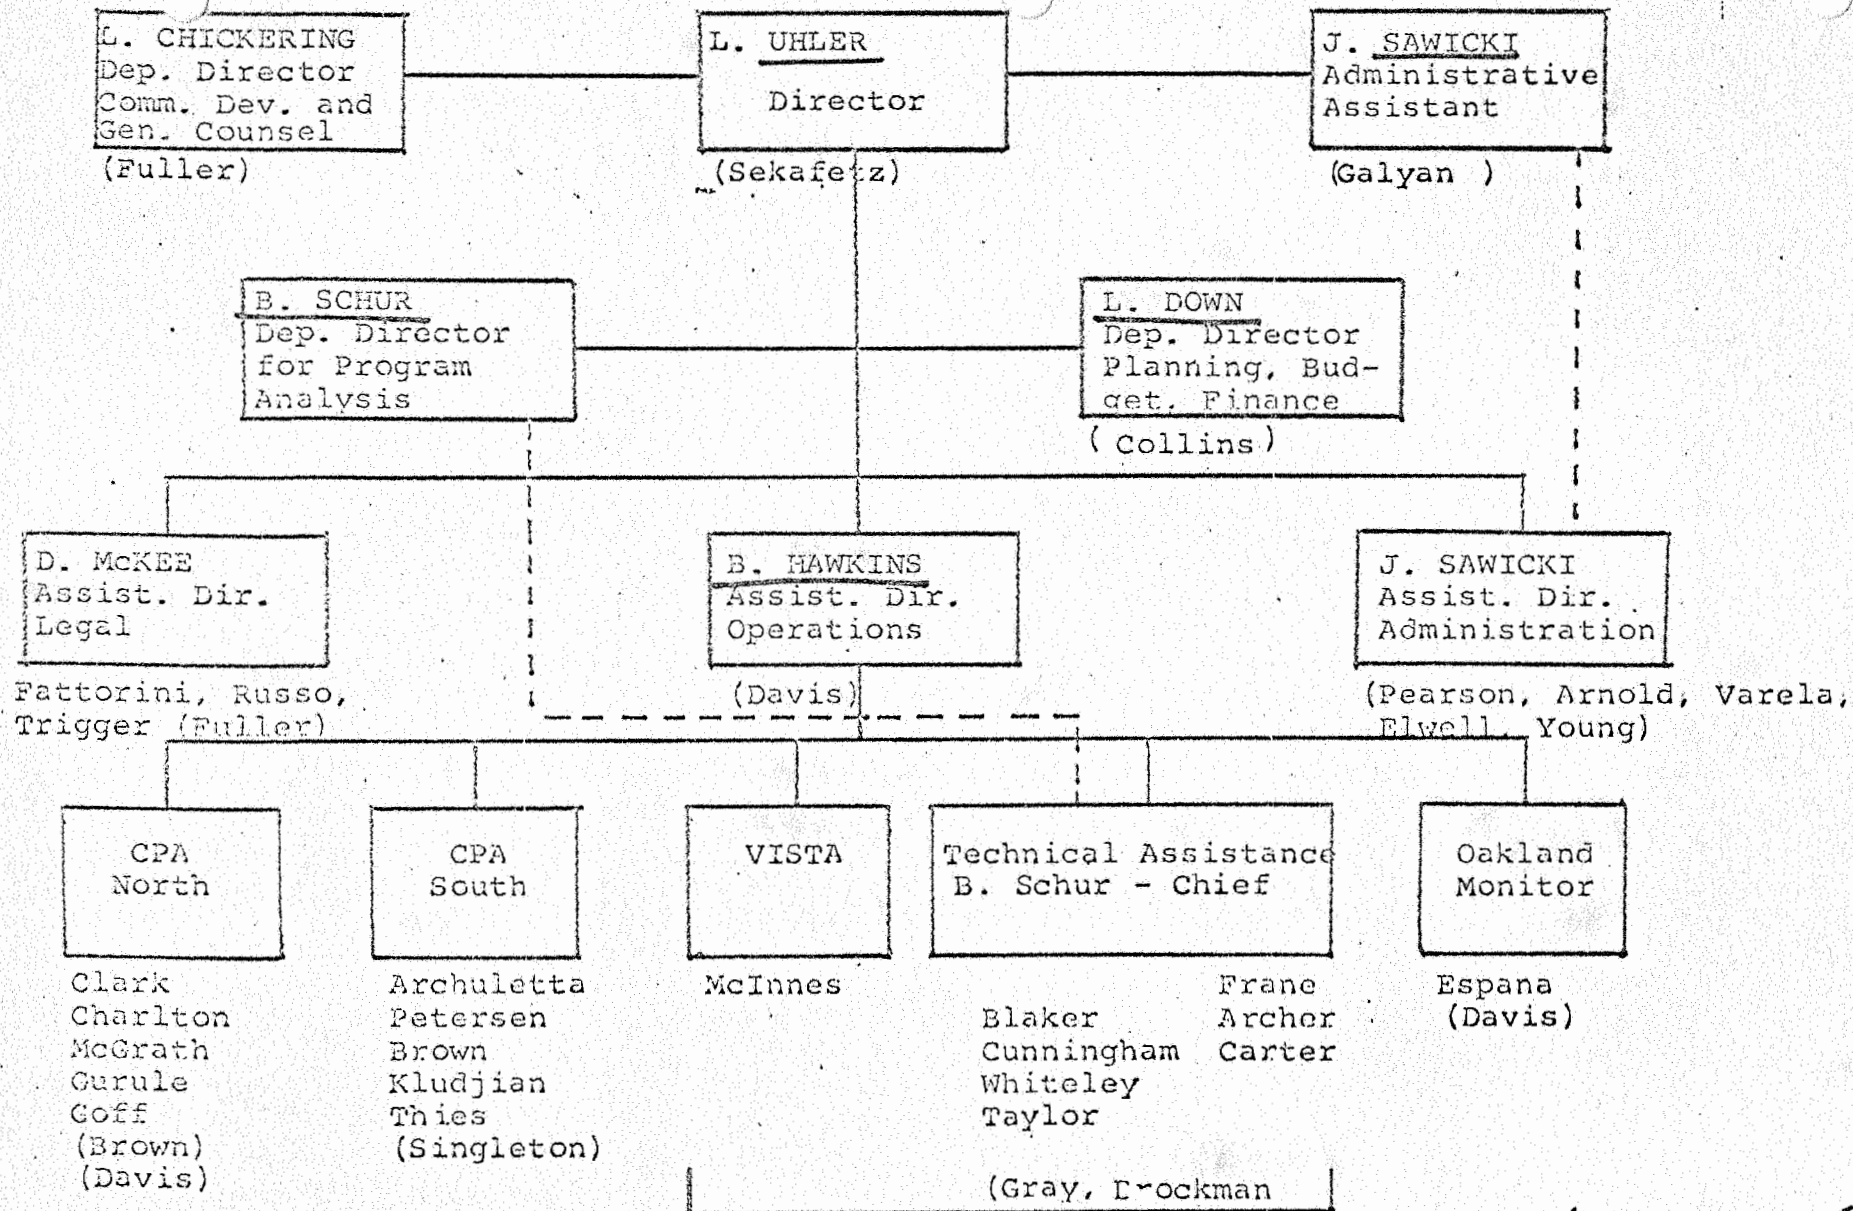 L. CHICKERING
Dep. Director
Comm. Dev. and
Gen. Counsel
(Fuller)
L. UHLER
Director
(Sekafetz)
J. SAWICKI
Administrative
Assistant
(Galyan )
B. SCHUR
Dep. Director
for Program
Analysis
L. DOWN
Dep. Director
Planning, Bud-
get, Finance
( Collins)
D. McKEE
Assist. Dir.
Legal
Fattorini, Russo,
Trigger (Fuller)
B. HAWKINS
Assist. Dir.
Operations
(Davis)
J. SAWICKI
Assist. Dir.
Administration
(Pearson, Arnold, Varela,
Elwell, Young)
CPA
North
Clark
Charlton
McGrath
Gurule
Goff
(Brown)
(Davis)
CPA
South
Archuletta
Petersen
Brown
Kludjian
Thies
(Singleton)
VISTA
McInnes
Technical Assistance
B. Schur - Chief
Blaker
Cunningham
Whiteley
Taylor
Frane
Archer
Carter
(Gray, Brockman
Oakland
Monitor
Espana
(Davis)